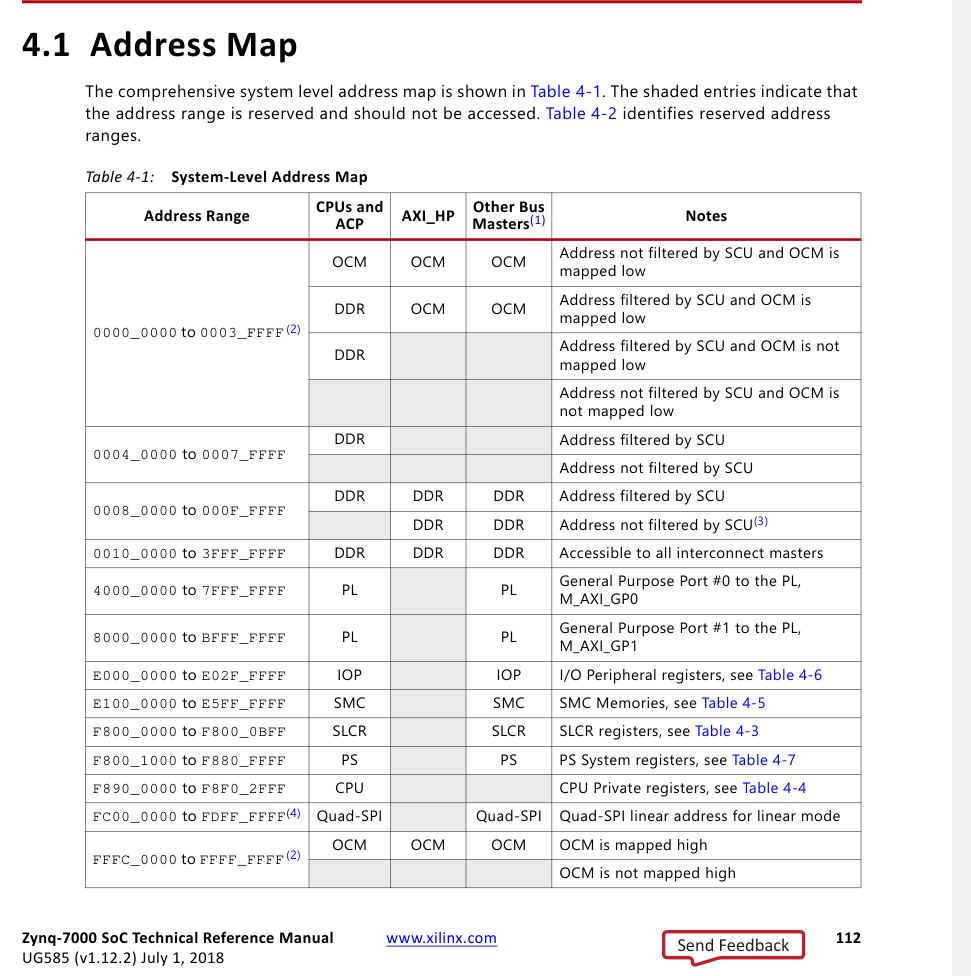 4.1 Address Map
The comprehensive system level address map is shown in Table 4-1. The shaded entries indicate that
the address range is reserved and should not be accessed. Table 4-2 identifies reserved address
ranges.
Table 4-1: System-Level Address Map
Address Range CPUs and ACP AXI_HP Other Bus Masters(1) Notes
0000_0000 to 0003_FFFF(2)
OCM OCM OCM Address not filtered by SCU and OCM is
mapped low
DDR OCM OCM Address filtered by SCU and OCM is
mapped low
DDR Address filtered by SCU and OCM is not
mapped low
Address not filtered by SCU and OCM is
not mapped low
0004_0000 to 0007_FFFF
DDR Address filtered by SCU
Address not filtered by SCU
0008_0000 to 000F_FFFF
DDR DDR DDR Address filtered by SCU
DDR DDR Address not filtered by SCU(3)
0010_0000 to 3FFF_FFFF DDR DDR DDR Accessible to all interconnect masters
4000_0000 to 7FFF_FFFF PL PL General Purpose Port #0 to the PL,
M_AXI_GP0
8000_0000 to BFFF_FFFF PL PL General Purpose Port #1 to the PL,
M_AXI_GP1
E000_0000 to E02F_FFFF IOP IOP I/O Peripheral registers, see Table 4-6
E100_0000 to E5FF_FFFF SMC SMC SMC Memories, see Table 4-5
F800_0000 to F800_0BFF SLCR SLCR SLCR registers, see Table 4-3
F800_1000 to F880_FFFF PS PS PS System registers, see Table 4-7
F890_0000 to F8F0_2FFF CPU CPU Private registers, see Table 4-4
FC00_0000 to FDFF_FFFF(4) Quad-SPI Quad-SPI Quad-SPI linear address for linear mode
FFFC_0000 to FFFF_FFFF(2)
OCM OCM OCM OCM is mapped high
OCM is not mapped high
Zynq-7000 SoC Technical Reference Manual www.xilinx.com Send Feedback 112
UG585 (v1.12.2) July 1, 2018